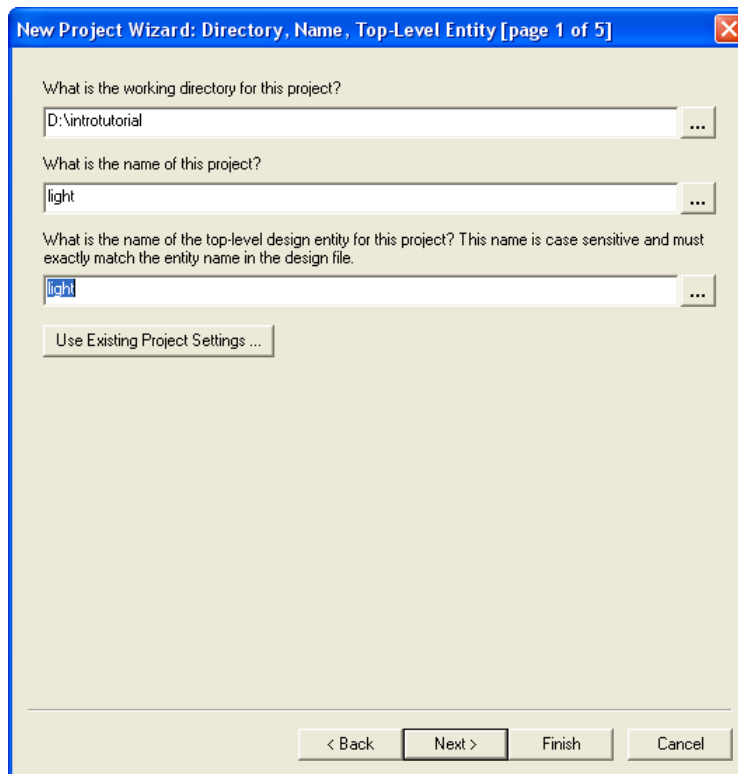 New Project Wizard: Directory, Name, Top-Level Entity [page 1 of 5]
What is the working directory for this project?
D:\introtutorial
...
What is the name of this project?
light
...
What is the name of the top-level design entity for this project? This name is case sensitive and must
exactly match the entity name in the design file.
light
...
Use Existing Project Settings ...
< Back
Next >
Finish
Cancel